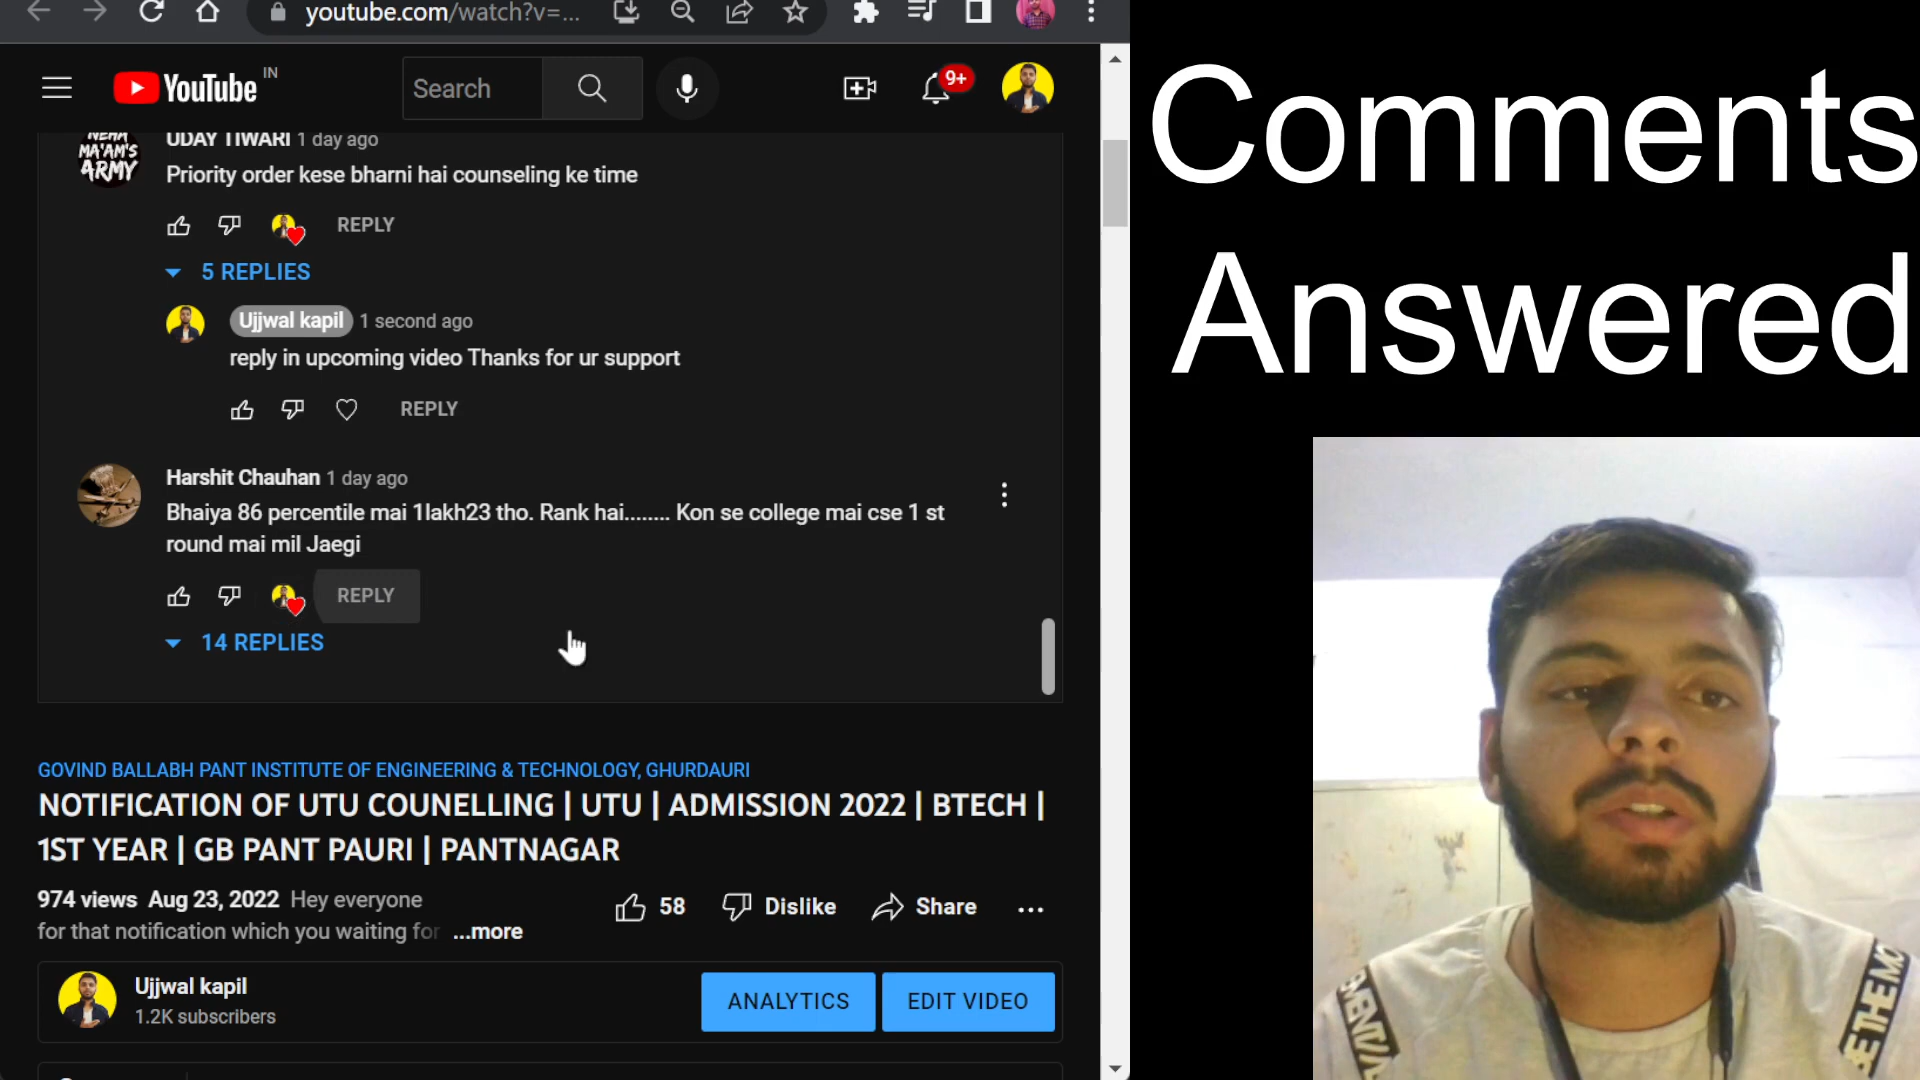 youtube.com/watch?v=...
YouTube IN
Search
9+
NEHA
MA'AM'S
ARMY
UDAY TIWARI 1 day ago
Priority order kese bharni hai counseling ke time
REPLY
5 REPLIES
Ujjwal kapil 1 second ago
reply in upcoming video Thanks for ur support
REPLY
Harshit Chauhan 1 day ago
Bhaiya 86 percentile mai 1lakh23 tho. Rank hai........ Kon se college mai cse 1 st
round mai mil Jaegi
REPLY
14 REPLIES
GOVIND BALLABH PANT INSTITUTE OF ENGINEERING & TECHNOLOGY, GHURDAURI
NOTIFICATION OF UTU COUNELLING | UTU | ADMISSION 2022 | BTECH |
1ST YEAR | GB PANT PAURI | PANTNAGAR
974 views Aug 23, 2022 Hey everyone
for that notification which you waiting for ...more
58 Dislike Share
Ujjwal kapil
1.2K subscribers
ANALYTICS EDIT VIDEO
Comments
Answered
BE THE MO